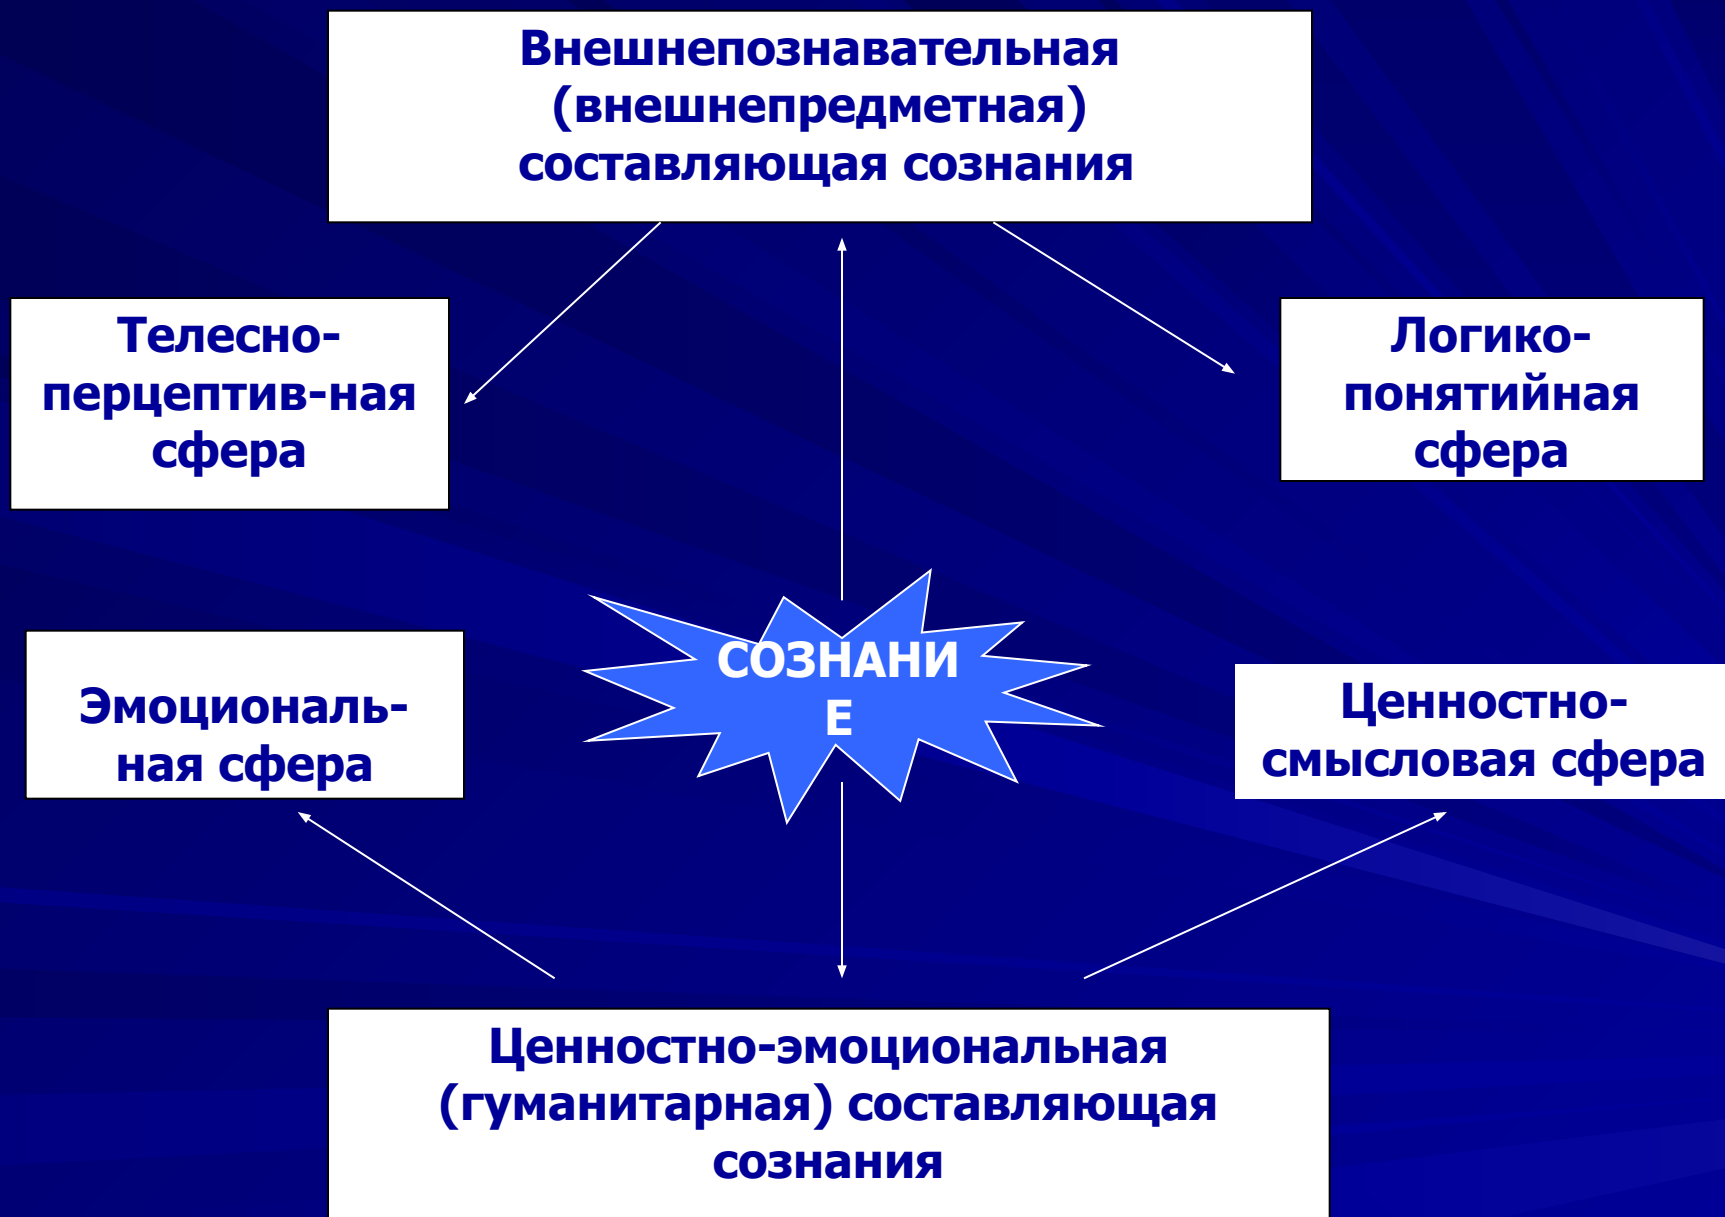 Внешнепознавательная
(внешнепредметная)
составляющая сознания
Телесно-
перцептив-ная
сфера
Логико-
понятийная
сфера
СОЗНАНИ
Е
Эмоциональ-
ная сфера
Ценностно-
смысловая сфера
Ценностно-эмоциональная
(гуманитарная) составляющая
сознания